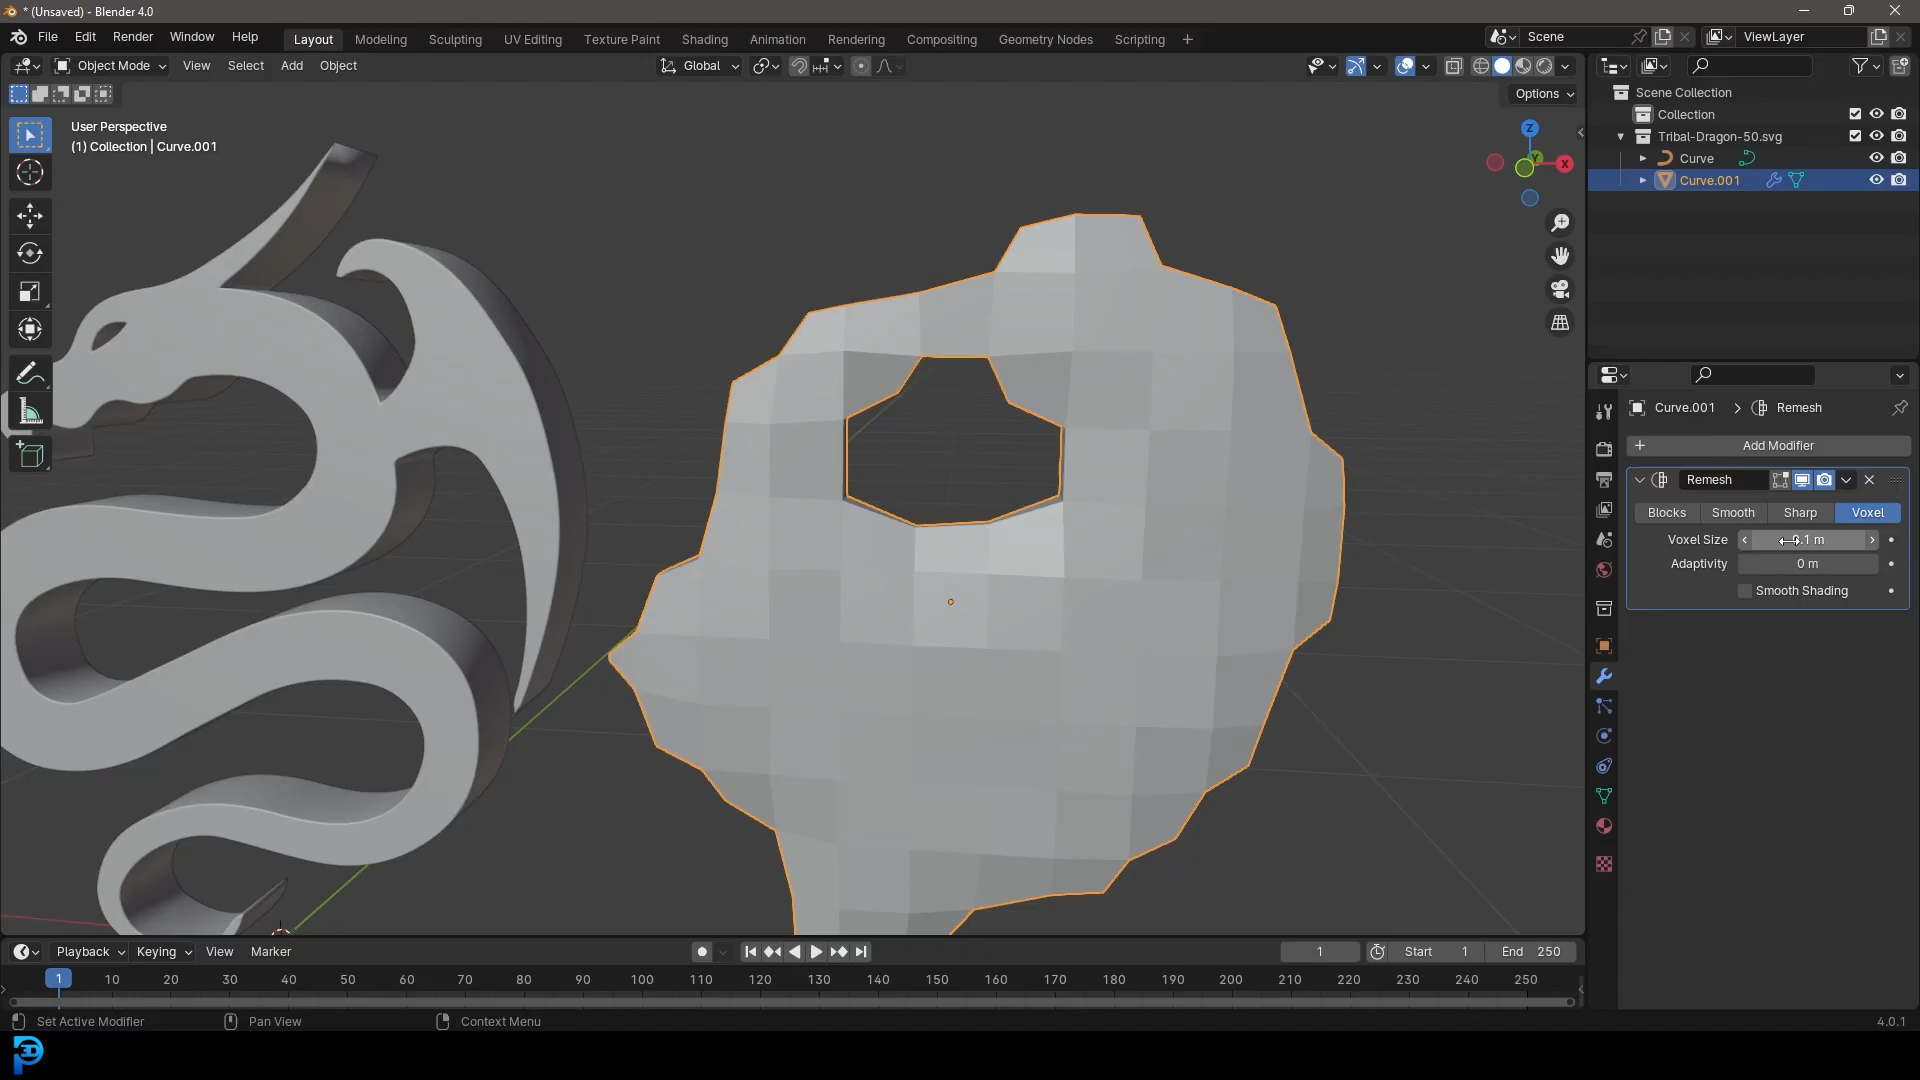 * (Unsaved) - Blender 4.0
File Edit Render Window Help Layout Modeling Sculpting UV Editing Texture Paint Shading Animation Rendering Compositing Geometry Nodes Scripting + Scene ViewLayer
Object Mode View Select Add Object Global
Options
User Perspective
(1) Collection | Curve.001
Z
Y
X
Scene Collection
Collection
Tribal-Dragon-50.svg
Curve
Curve.001
Curve.001 > Remesh
+ Add Modifier
Remesh
Blocks Smooth Sharp Voxel
Voxel Size 0.1 m
Adaptivity 0 m
Smooth Shading
Playback Keying View Marker 1 Start 1 End 250
1 10 20 30 40 50 60 70 80 90 100 110 120 130 140 150 160 170 180 190 200 210 220 230 240 250
Set Active Modifier Pan View Context Menu 4.0.1
3D